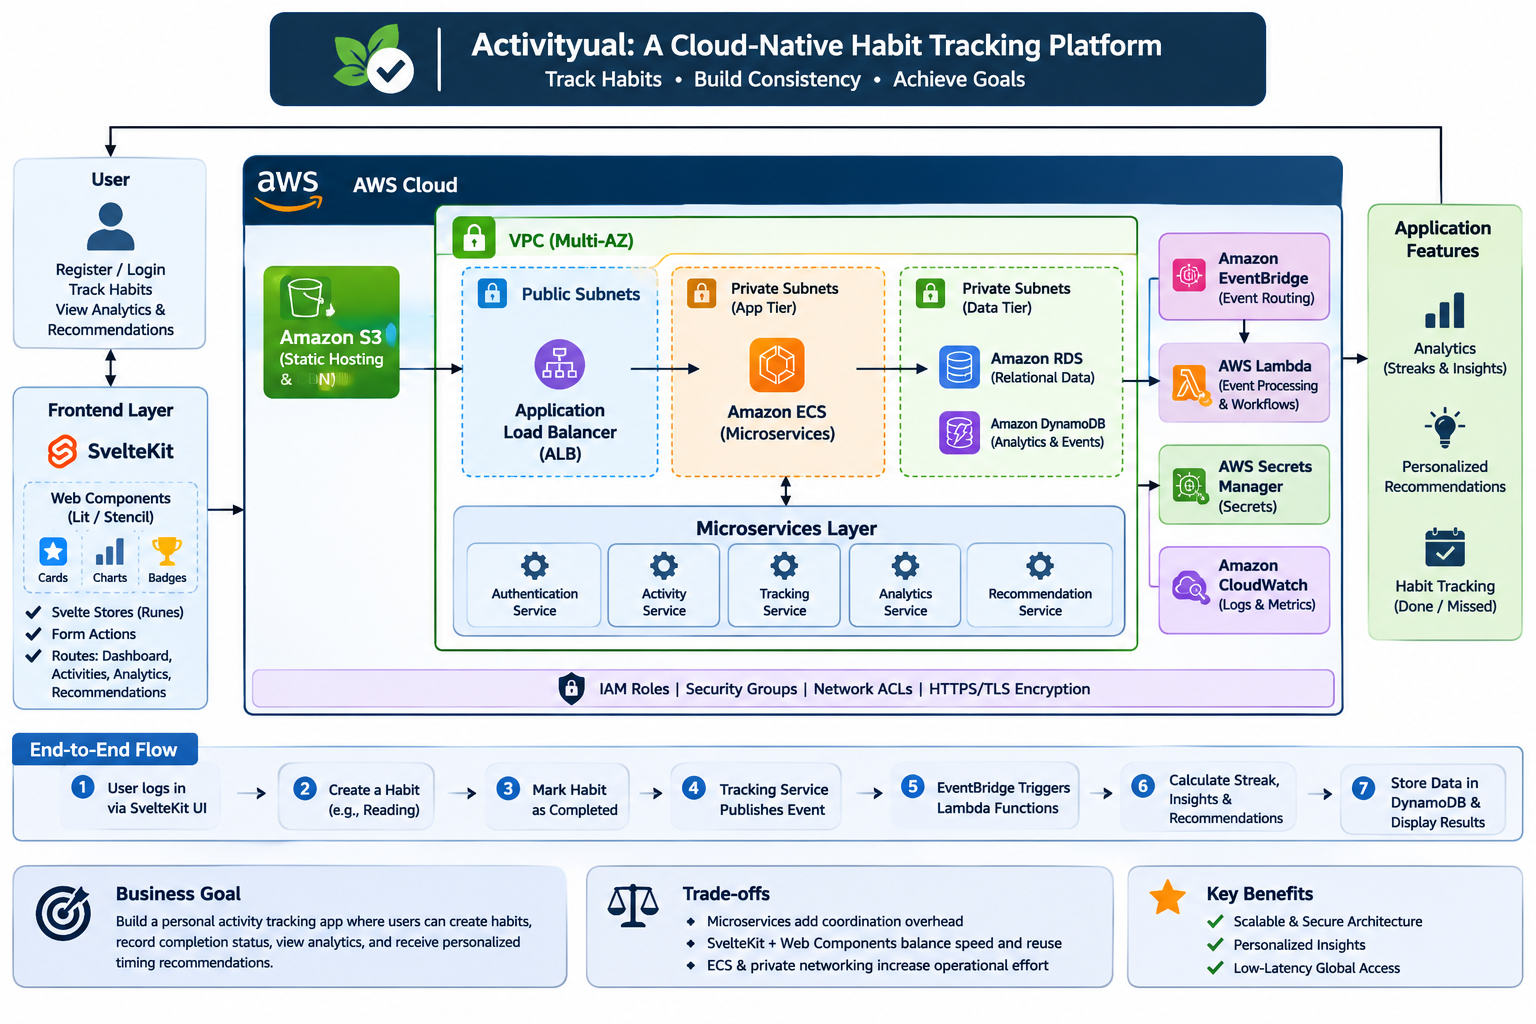 Activityual: A Cloud-Native Habit Tracking Platform
Track Habits • Build Consistency • Achieve Goals
User
Register / Login
Track Habits
View Analytics &
Recommendations
Frontend Layer
SvelteKit
Web Components
(Lit / Stencil)
Cards
Charts
Badges
Svelte Stores (Runes)
Form Actions
Routes: Dashboard,
Activities, Analytics,
Recommendations
aws
AWS Cloud
Amazon S3
(Static Hosting
&
VPC (Multi-AZ)
Public Subnets
Application
Load Balancer
(ALB)
Private Subnets
(App Tier)
Amazon ECS
(Microservices)
Private Subnets
(Data Tier)
Amazon RDS
(Relational Data)
Amazon DynamoDB
(Analytics & Events)
Microservices Layer
Authentication
Service
Activity
Service
Tracking
Service
Analytics
Service
Recommendation
Service
Amazon
EventBridge
(Event Routing)
AWS Lambda
(Event Processing
& Workflows)
AWS Secrets
Manager
(Secrets)
Amazon
CloudWatch
(Logs & Metrics)
IAM Roles | Security Groups | Network ACLs | HTTPS/TLS Encryption
Application
Features
Analytics
(Streaks & Insights)
Personalized
Recommendations
Habit Tracking
(Done / Missed)
End-to-End Flow
1 User logs in
via SvelteKit UI
2 Create a Habit
(e.g., Reading)
3 Mark Habit
as Completed
4 Tracking Service
Publishes Event
5 EventBridge Triggers
Lambda Functions
6 Calculate Streak,
Insights &
Recommendations
7 Store Data in
DynamoDB &
Display Results
Business Goal
Build a personal activity tracking app where users can create habits,
record completion status, view analytics, and receive personalized
timing recommendations.
Trade-offs
Microservices add coordination overhead
SvelteKit + Web Components balance speed and reuse
ECS & private networking increase operational effort
Key Benefits
Scalable & Secure Architecture
Personalized Insights
Low-Latency Global Access